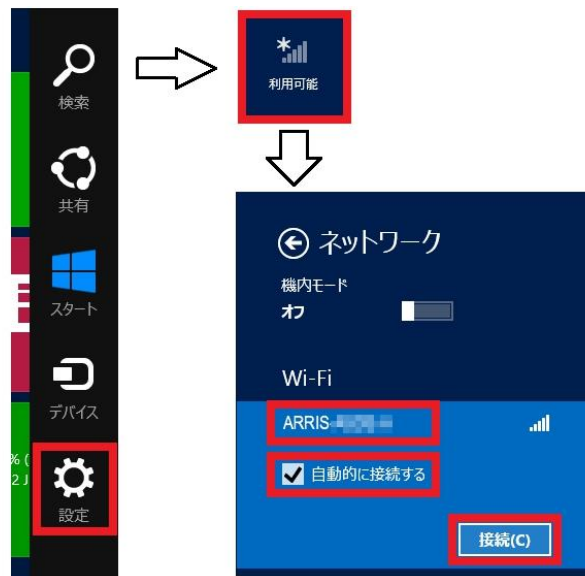 検索
共有
スタート
デバイス
設定
利用可能
ネットワーク
機内モード
オフ
Wi-Fi
ARRIS-
自動的に接続する
接続(C)
% (
2 J